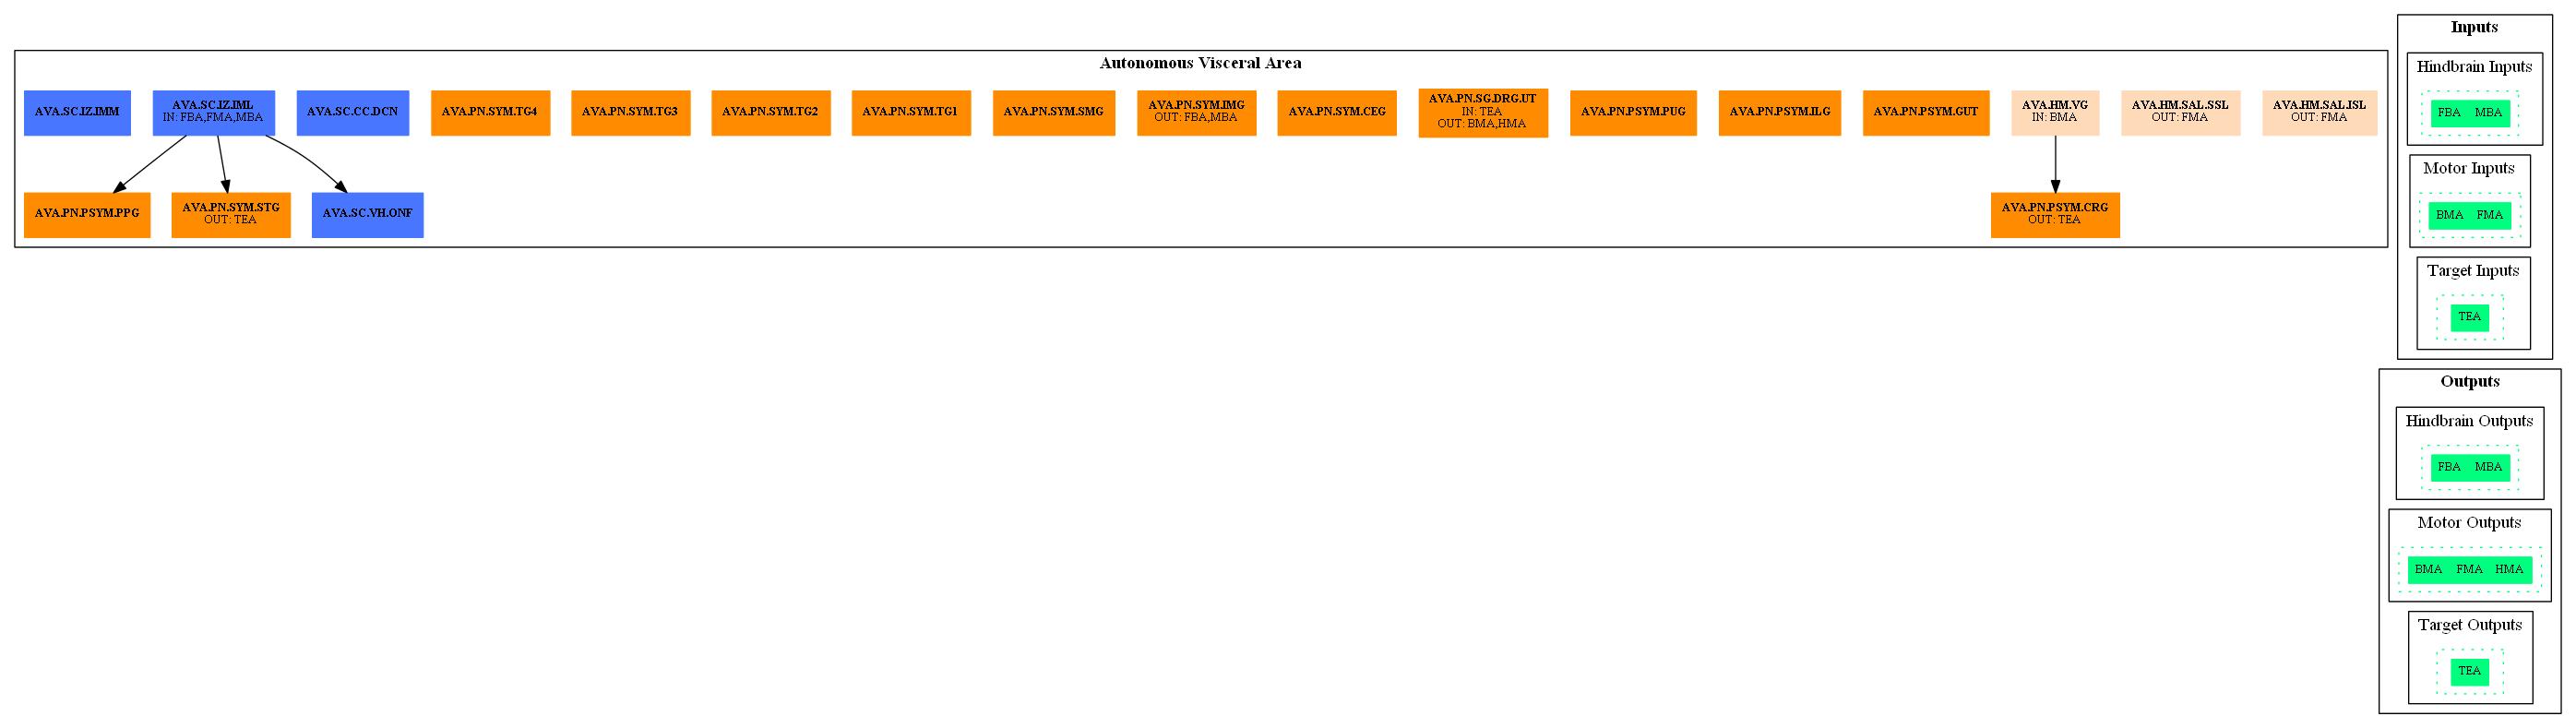 Autonomous Visceral Area
AVA.SC.IZ.IMM
AVA.SC.IZ.IML
IN: FBA,FMA,MBA
AVA.SC.CC.DCN
AVA.PN.SYM.TG4
AVA.PN.SYM.TG3
AVA.PN.SYM.TG2
AVA.PN.SYM.TG1
AVA.PN.SYM.SMG
AVA.PN.SYM.IMG
OUT: FBA,MBA
AVA.PN.SYM.CEG
AVA.PN.SG.DRG.UT
IN: TEA
OUT: BMA,HMA
AVA.PN.PSYM.PUG
AVA.PN.PSYM.ILG
AVA.PN.PSYM.GUT
AVA.HM.VG
IN: BMA
AVA.HM.SAL.SSL
OUT: FMA
AVA.HM.SAL.ISL
OUT: FMA
AVA.PN.PSYM.PPG
AVA.PN.SYM.STG
OUT: TEA
AVA.SC.VH.ONF
AVA.PN.PSYM.CRG
OUT: TEA
Inputs
Hindbrain Inputs
FBA MBA
Motor Inputs
BMA FMA
Target Inputs
TEA
Outputs
Hindbrain Outputs
FBA MBA
Motor Outputs
BMA FMA HMA
Target Outputs
TEA